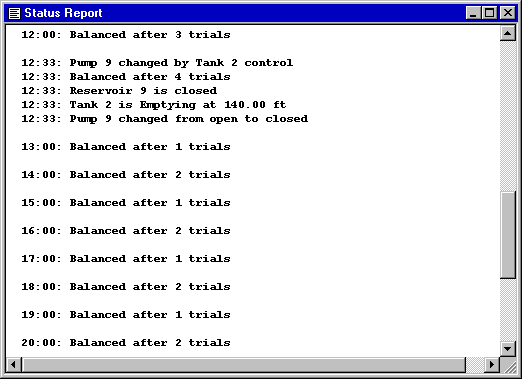 Status Report
12:00: Balanced after 3 trials
12:33: Pump 9 changed by Tank 2 control
12:33: Balanced after 4 trials
12:33: Reservoir 9 is closed
12:33: Tank 2 is Emptying at 140.00 ft
12:33: Pump 9 changed from open to closed
13:00: Balanced after 1 trials
14:00: Balanced after 2 trials
15:00: Balanced after 1 trials
16:00: Balanced after 2 trials
17:00: Balanced after 1 trials
18:00: Balanced after 2 trials
19:00: Balanced after 1 trials
20:00: Balanced after 2 trials